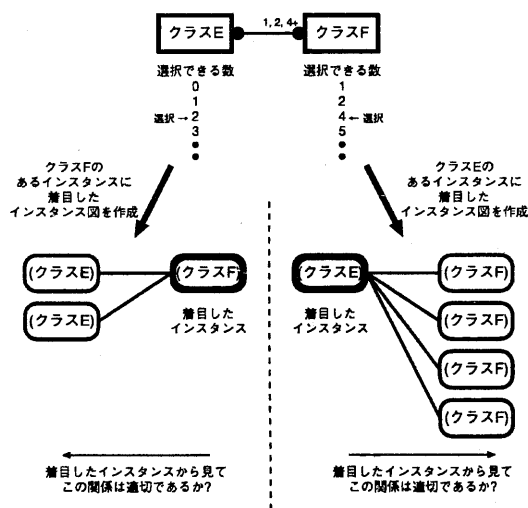 クラスE
1, 2, 4+
クラスF
選択できる数
0
1
選択→2
3
選択できる数
1
2
4←選択
5
クラスFの
あるインスタンスに
着目した
インスタンス図を作成
クラスEの
あるインスタンスに
着目した
インスタンス図を作成
(クラスE)
(クラスF)
(クラスE)
着目した
インスタンス
(クラスE)
(クラスF)
着目した
インスタンス
(クラスF)
(クラスF)
(クラスF)
着目したインスタンスから見て
この関係は適切であるか?
着目したインスタンスから見て
この関係は適切であるか?